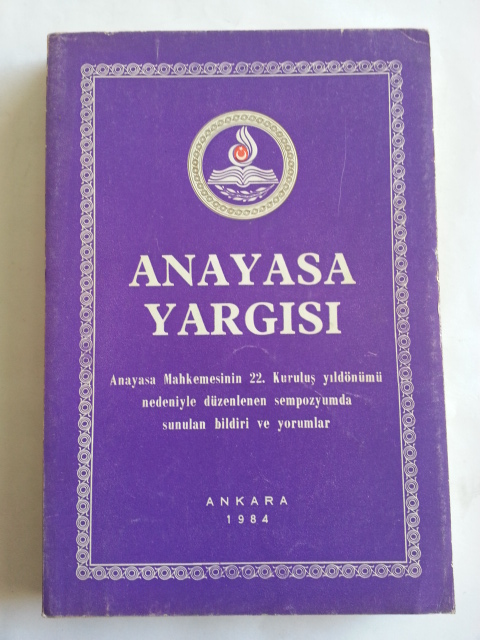 ANAYASA
YARGISI
Anayasa Mahkemesinin 22. Kuruluş yıldönümü
nedeniyle düzenlenen sempozyumda
sunulan bildiri ve yorumlar
ANKARA
1984